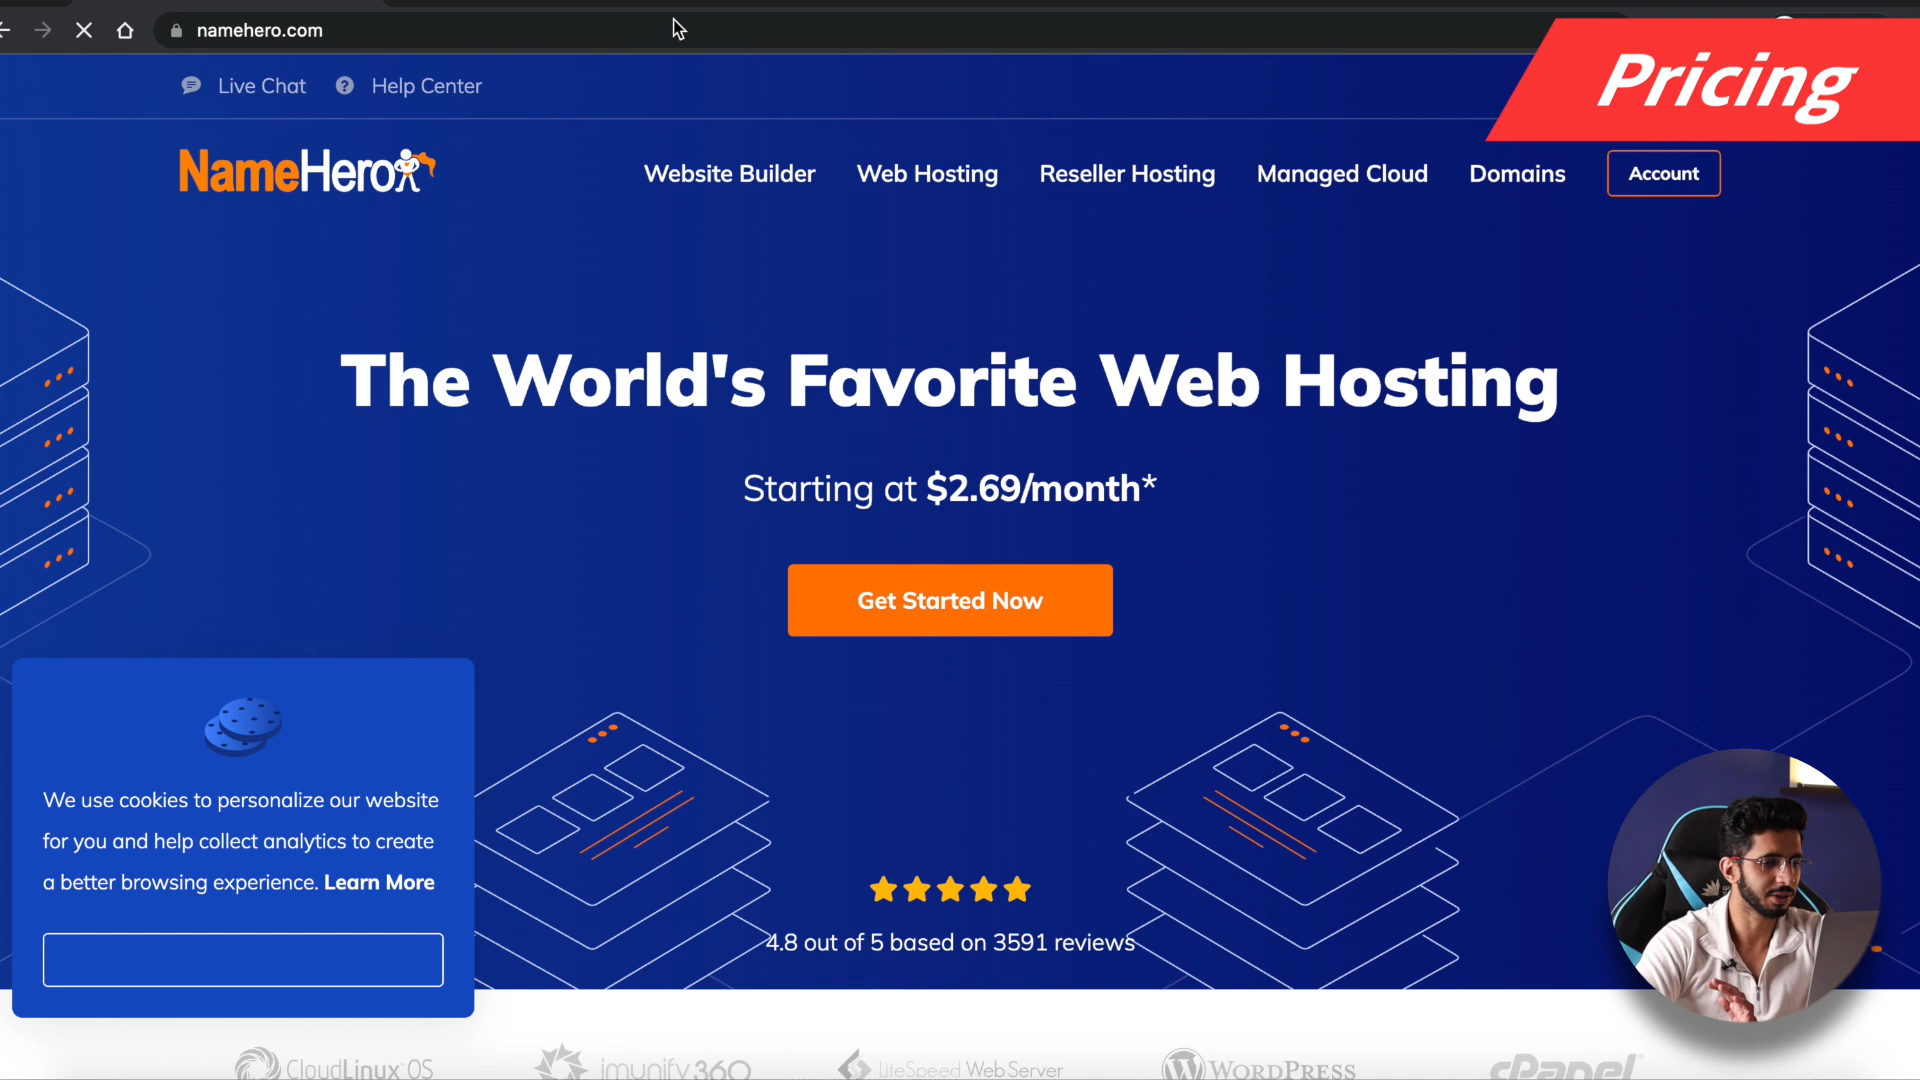 namehero.com
Pricing
Live Chat
Help Center
NameHero
Website Builder
Web Hosting
Reseller Hosting
Managed Cloud
Domains
Account
The World's Favorite Web Hosting
Starting at $2.69/month*
Get Started Now
We use cookies to personalize our website
for you and help collect analytics to create
a better browsing experience. Learn More
4.8 out of 5 based on 3591 reviews
CloudLinux OS
imunify360
LiteSpeed Web Server
WORDPRESS
cPanel